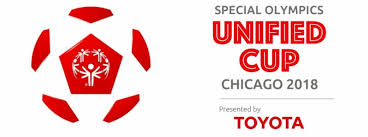 SPECIAL OLYMPICS
UNIFIED
CUP
CHICAGO 2018
Presented by
TOYOTA